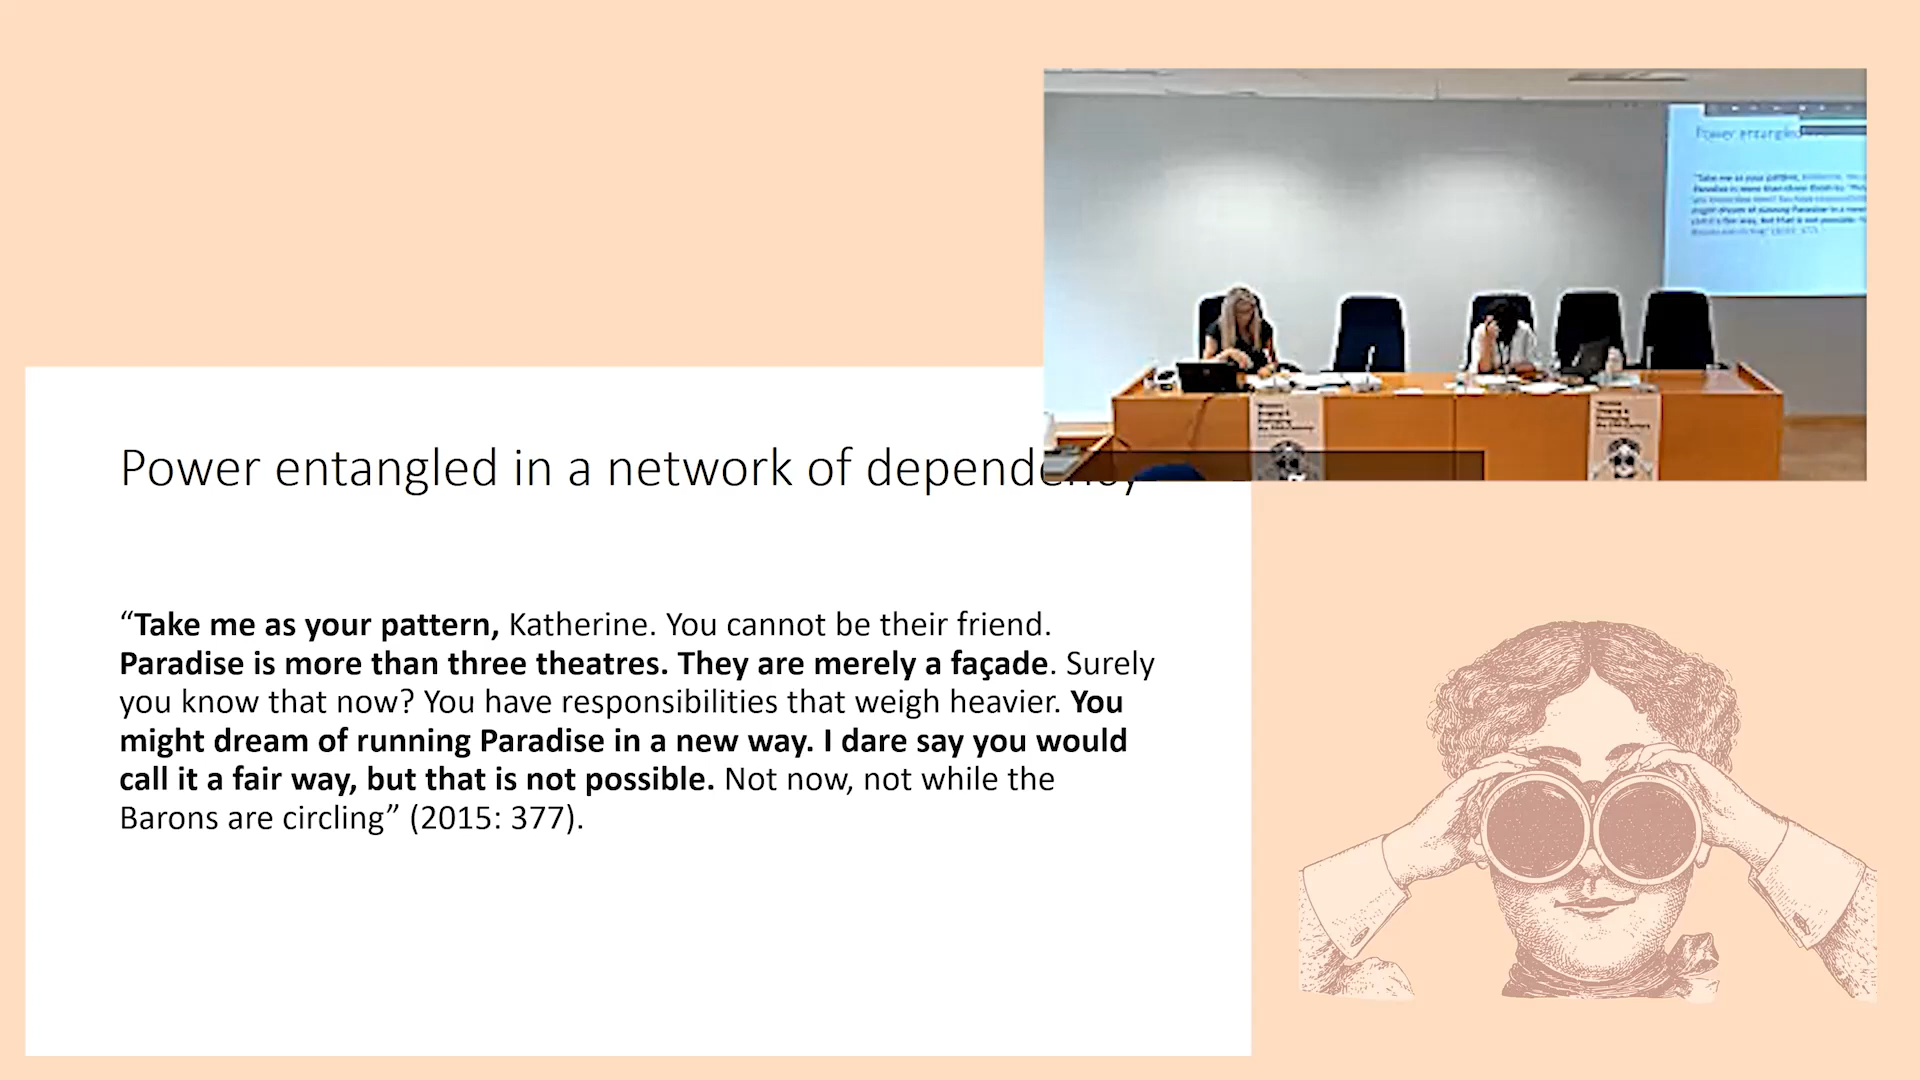 Power entangled
Power entangled in a network of dependency
“Take me as your pattern, Katherine. You cannot be their friend.
Paradise is more than three theatres. They are merely a façade. Surely
you know that now? You have responsibilities that weigh heavier. You
might dream of running Paradise in a new way. I dare say you would
call it a fair way, but that is not possible. Not now, not while the
Barons are circling” (2015: 377).